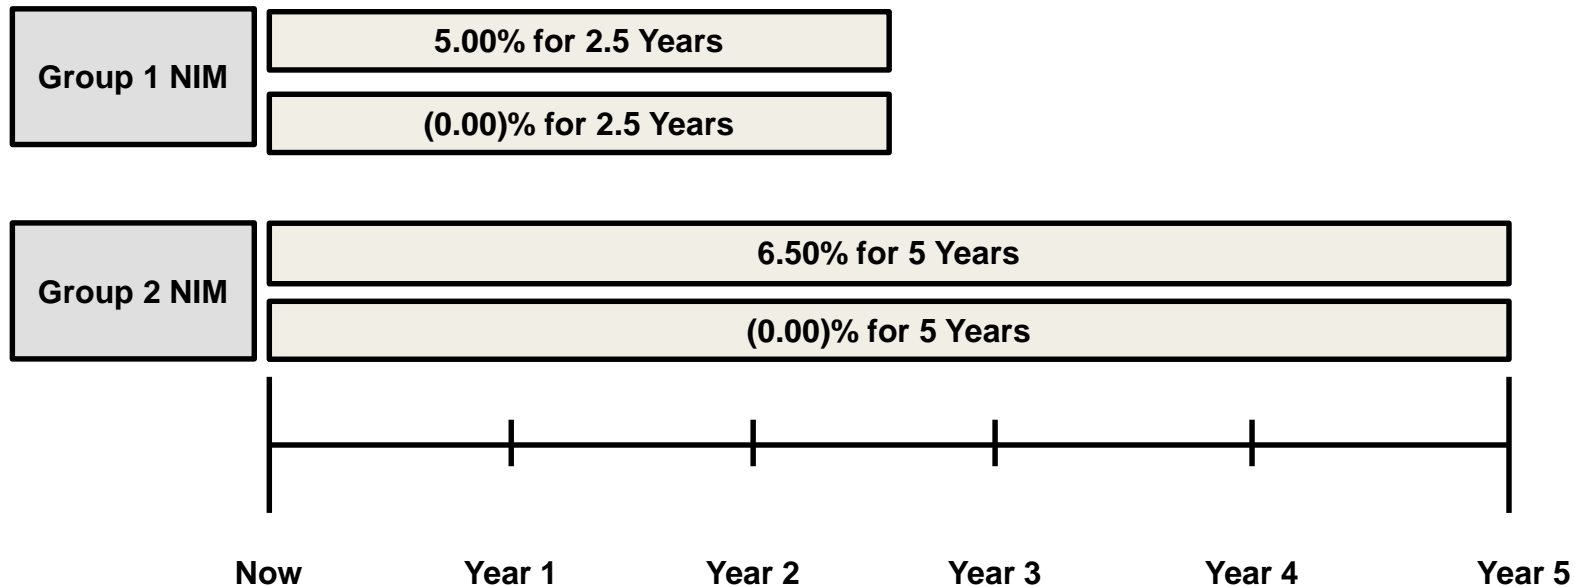 Group 1 NIM
5.00% for 2.5 Years
(0.00)% for 2.5 Years
Group 2 NIM
6.50% for 5 Years
(0.00)% for 5 Years
Now Year 1 Year 2 Year 3 Year 4 Year 5